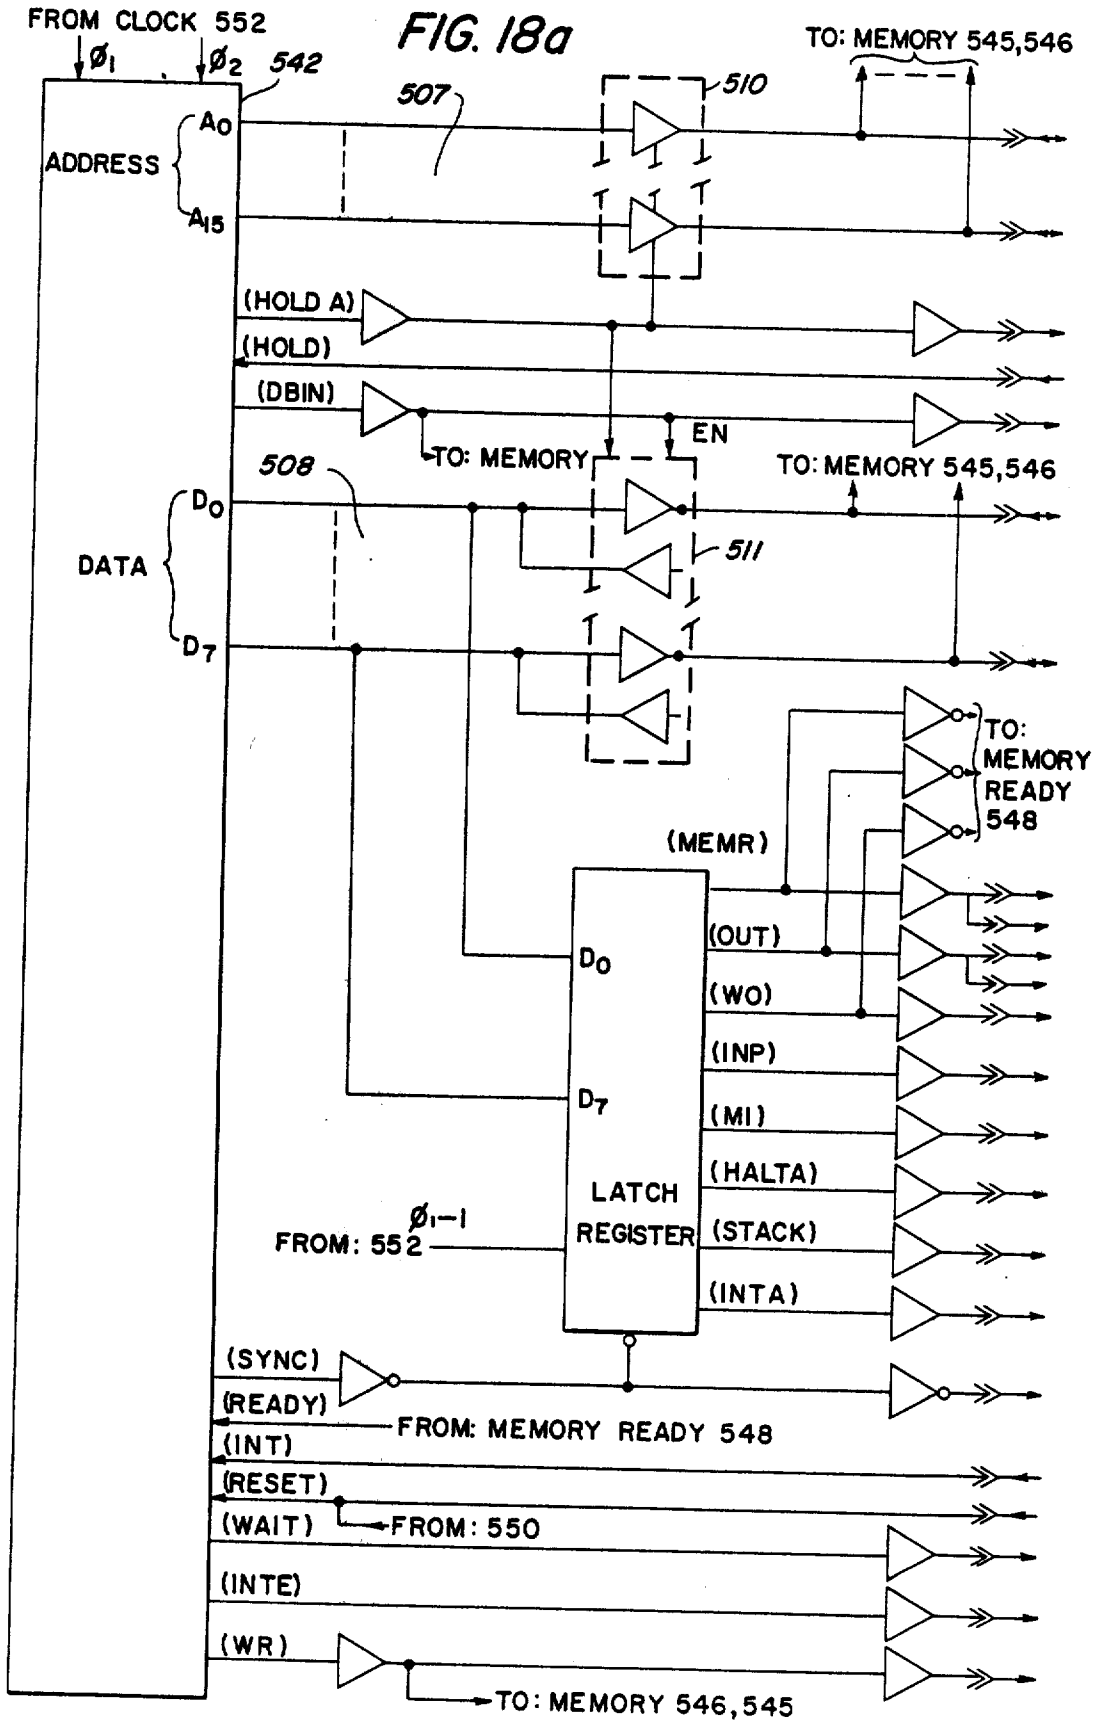 FROM CLOCK 552
FIG. 18a
TO: MEMORY 545,546
Ø1
Ø2
542
507
510
A0
ADDRESS
A15
(HOLD A)
(HOLD)
(DBIN)
EN
TO: MEMORY
TO: MEMORY 545,546
508
D0
511
DATA
D7
TO:
MEMORY
READY
548
(MEMR)
(OUT)
D0
(WO)
(INP)
D7
(MI)
(HALTA)
LATCH
REGISTER
Ø1-1
FROM: 552
(STACK)
(INTA)
(SYNC)
(READY)
FROM: MEMORY READY 548
(INT)
(RESET)
FROM: 550
(WAIT)
(INTE)
(WR)
TO: MEMORY 546,545